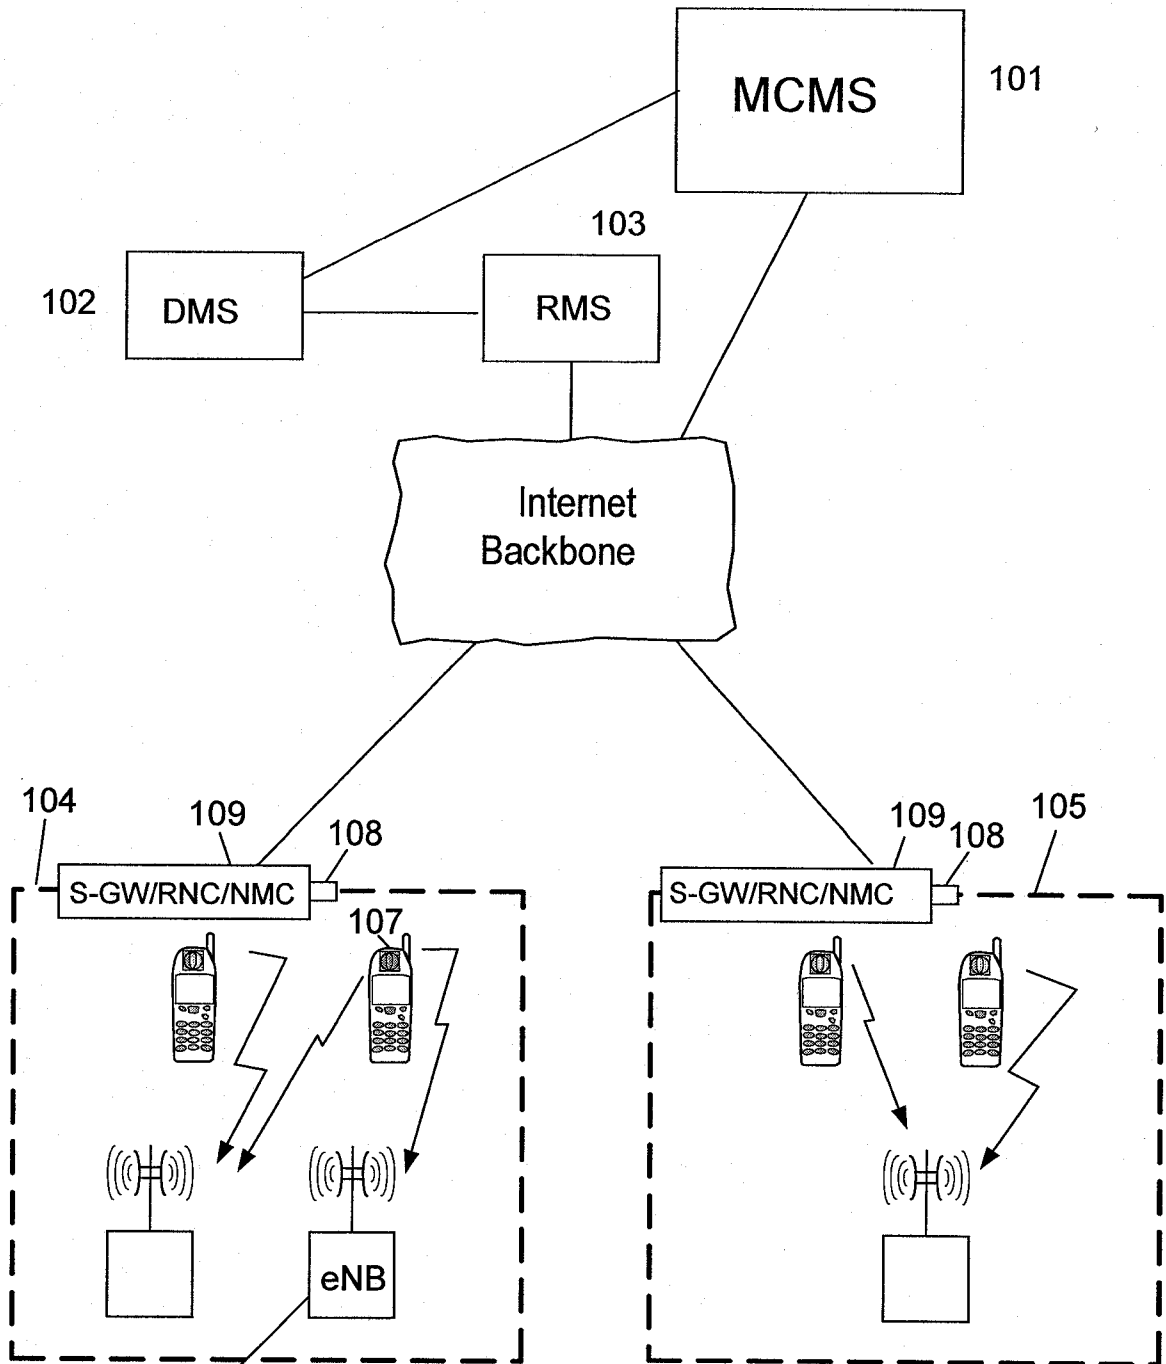 MCMS
101
103
102
DMS
RMS
Internet
Backbone
104
109
108
S-GW/RNC/NMC
107
109
108
105
S-GW/RNC/NMC
eNB